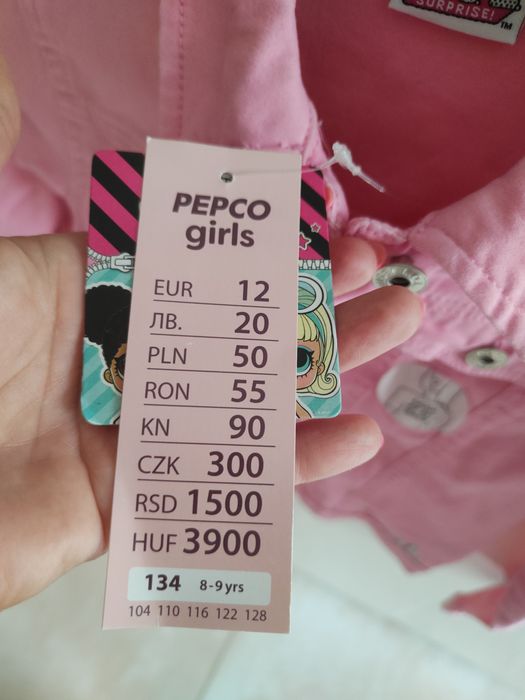 SURPRISE!
TM
PEPCO
girls
EUR 12
ЛВ. 20
PLN 50
RON 55
KN 90
CZK 300
RSD 1500
HUF 3900
134 8-9 yrs
104 110 116 122 128